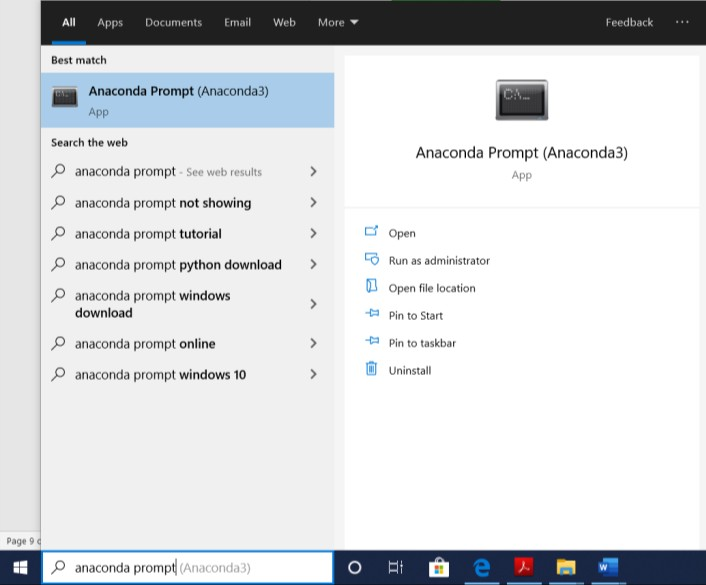 All Apps Documents Email Web More Feedback ...
Best match
Anaconda Prompt (Anaconda3)
App
Search the web
anaconda prompt - See web results
anaconda prompt not showing
anaconda prompt tutorial
anaconda prompt python download
anaconda prompt windows
download
anaconda prompt online
anaconda prompt windows 10
C:\_
Anaconda Prompt (Anaconda3)
App
Open
Run as administrator
Open file location
Pin to Start
Pin to taskbar
Uninstall
Page 9 c
anaconda prompt (Anaconda3)